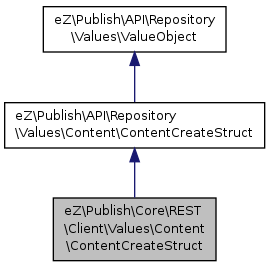 eZ\Publish\API\Repository
\Values\ValueObject
eZ\Publish\API\Repository
\Values\Content\ContentCreateStruct
eZ\Publish\Core\REST
\Client\Values\Content
\ContentCreateStruct